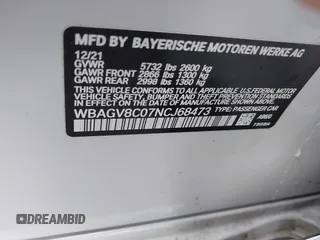 MFD BY BAYERISCHE MOTOREN WERKE AG
12/21
GVWR 5732 lbs 2600 kg
GAWR FRONT 2866 lbs 1300 kg
GAWR REAR 2998 lbs 1360 kg
THIS VEHICLE CONFORMS TO ALL APPLICABLE U.S. FEDERAL
MOTOR VEHICLE SAFETY, BUMPER, AND THEFT PREVENTION STANDARDS
IN EFFECT ON THE DATE OF MANUFACTURE SHOWN ABOVE.
WBAGV8C07NCJ68473 TYPE: PASSENGER CAR
DREAMBID